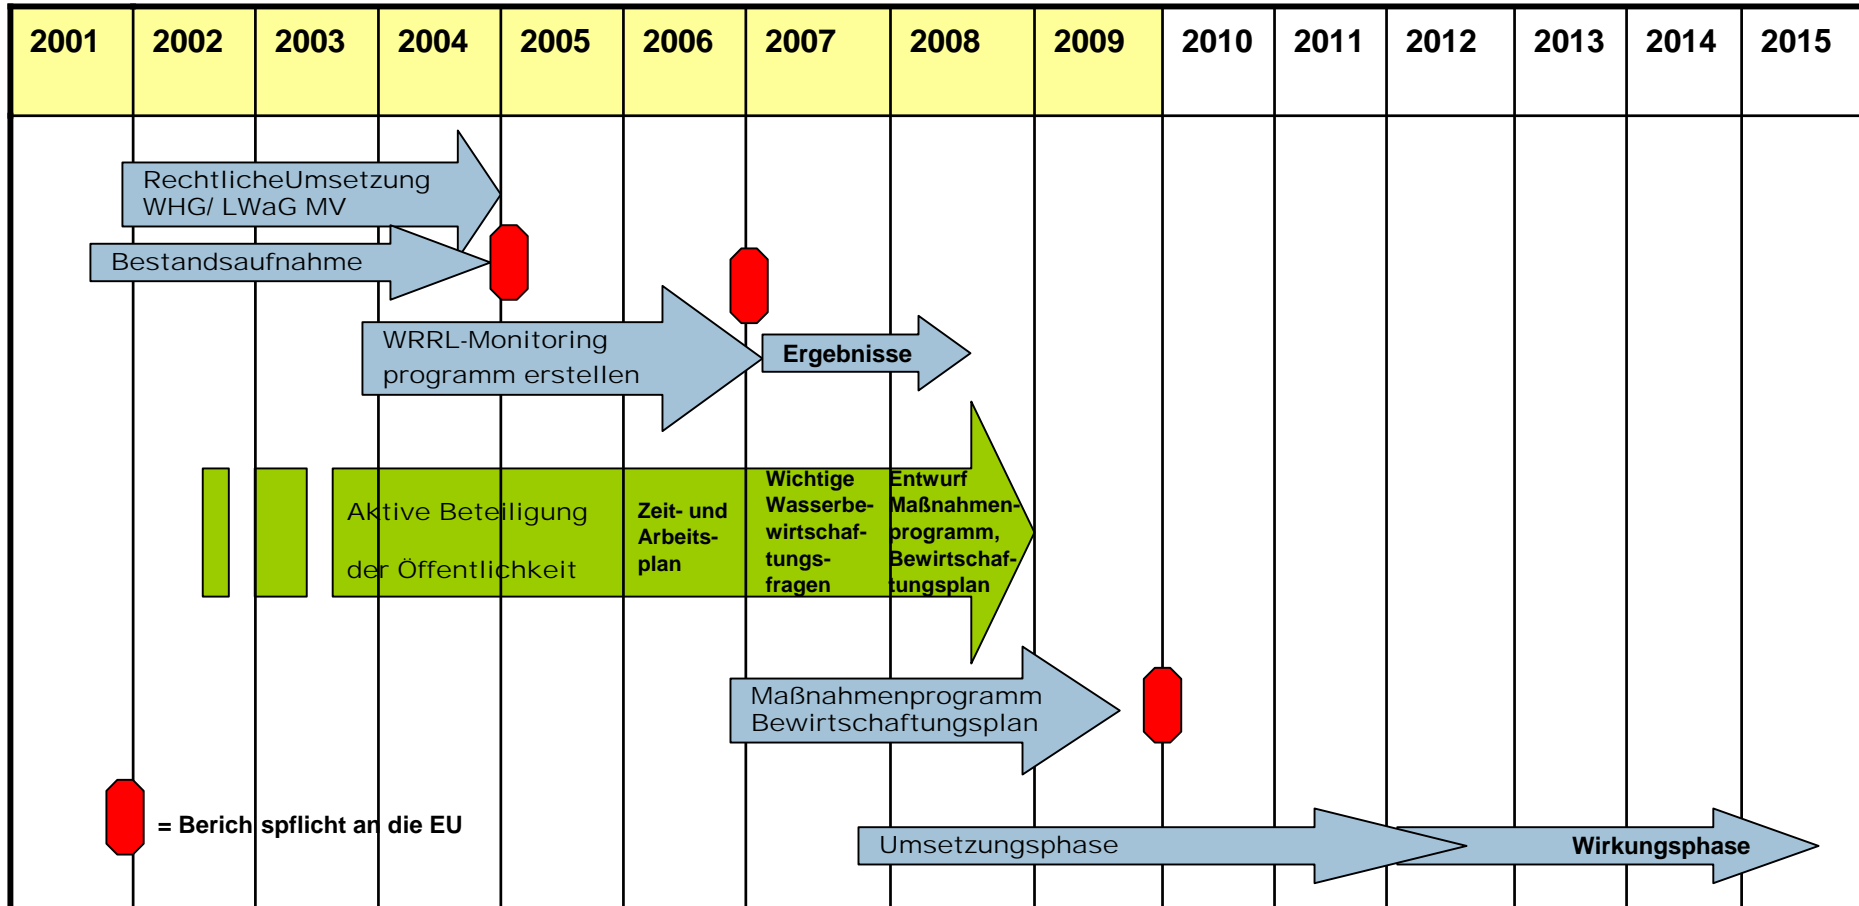 2001 2002 2003 2004 2005 2006 2007 2008 2009 2010 2011 2012 2013 2014 2015
RechtlicheUmsetzung
WHG/ LWaG MV
Bestandsaufnahme
WRRL-Monitoring
programm erstellen
Ergebnisse
Aktive Beteiligung
der Öffentlichkeit
Zeit- und
Arbeits-
plan
Wichtige
Wasserbe-
wirtschaf-
tungs-
fragen
Entwurf
Maßnahmen-
programm,
Bewirtschaf-
tungsplan
Maßnahmenprogramm
Bewirtschaftungsplan
= Berich spflicht an die EU
Umsetzungsphase
Wirkungsphase